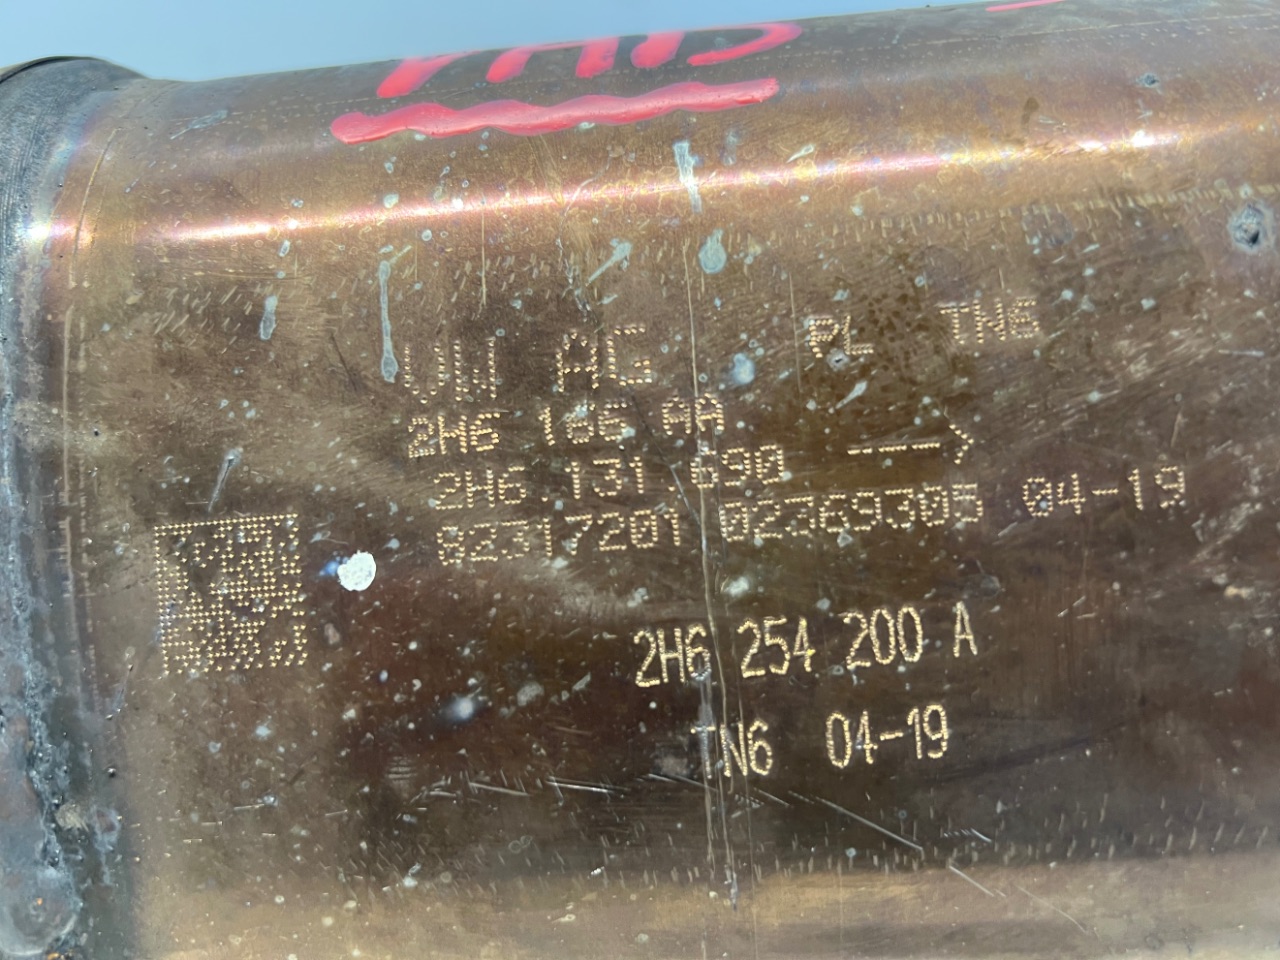 VW AG PL TN6
2H6 166 AA
2H6.131.690 ---->
82317201 02369305 04-19
2H6 254 200 A
TN6 04-19